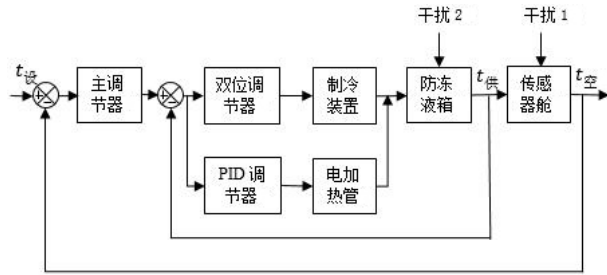 干扰 2
干扰 1
t设
+
−
主调
节器
+
−
双位调
节器
制冷
装置
防冻
液箱
t供
传感
器舱
t空
PID 调
节器
电加
热管